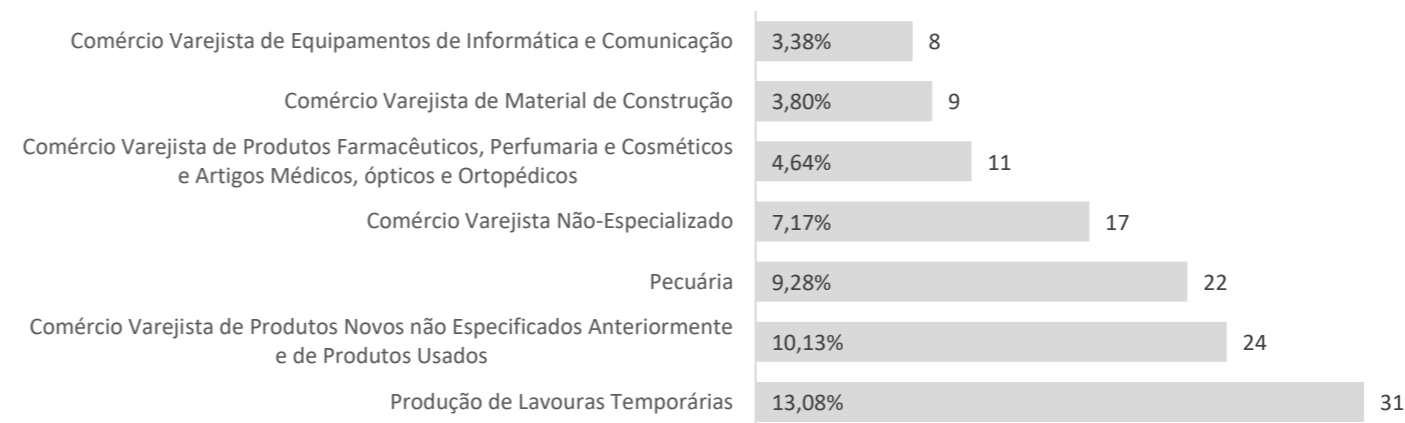 Comércio Varejista de Equipamentos de Informática e Comunicação 3,38% 8
Comércio Varejista de Material de Construção 3,80% 9
Comércio Varejista de Produtos Farmacêuticos, Perfumaria e Cosméticos
e Artigos Médicos, ópticos e Ortopédicos 4,64% 11
Comércio Varejista Não-Especializado 7,17% 17
Pecuária 9,28% 22
Comércio Varejista de Produtos Novos não Especificados Anteriormente
e de Produtos Usados 10,13% 24
Produção de Lavouras Temporárias 13,08% 31